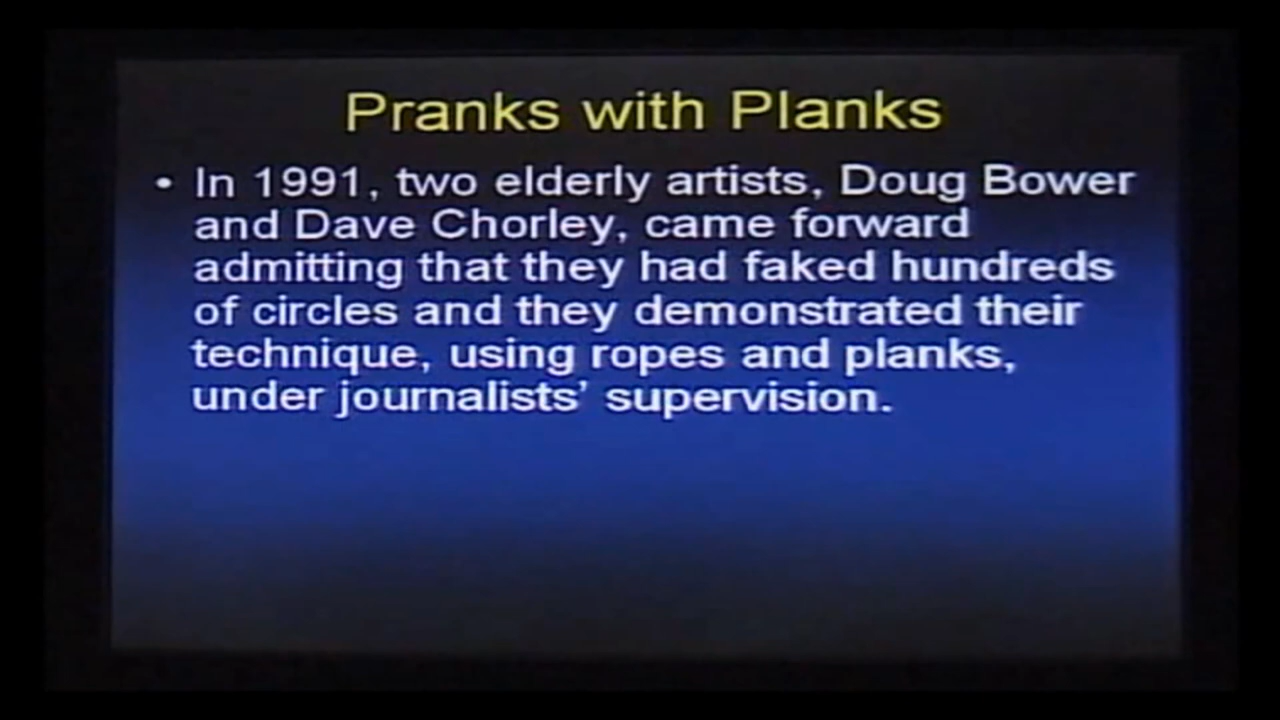 Pranks with Planks
• In 1991, two elderly artists, Doug Bower
and Dave Chorley, came forward
admitting that they had faked hundreds
of circles and they demonstrated their
technique, using ropes and planks,
under journalists’ supervision.